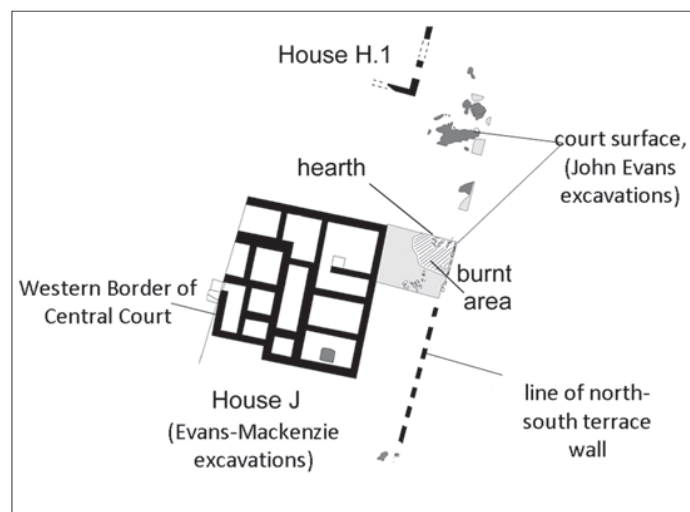 House H.1
court surface,
(John Evans
excavations)
hearth
burnt
area
Western Border of
Central Court
House J
(Evans-Mackenzie
excavations)
line of north-
south terrace
wall